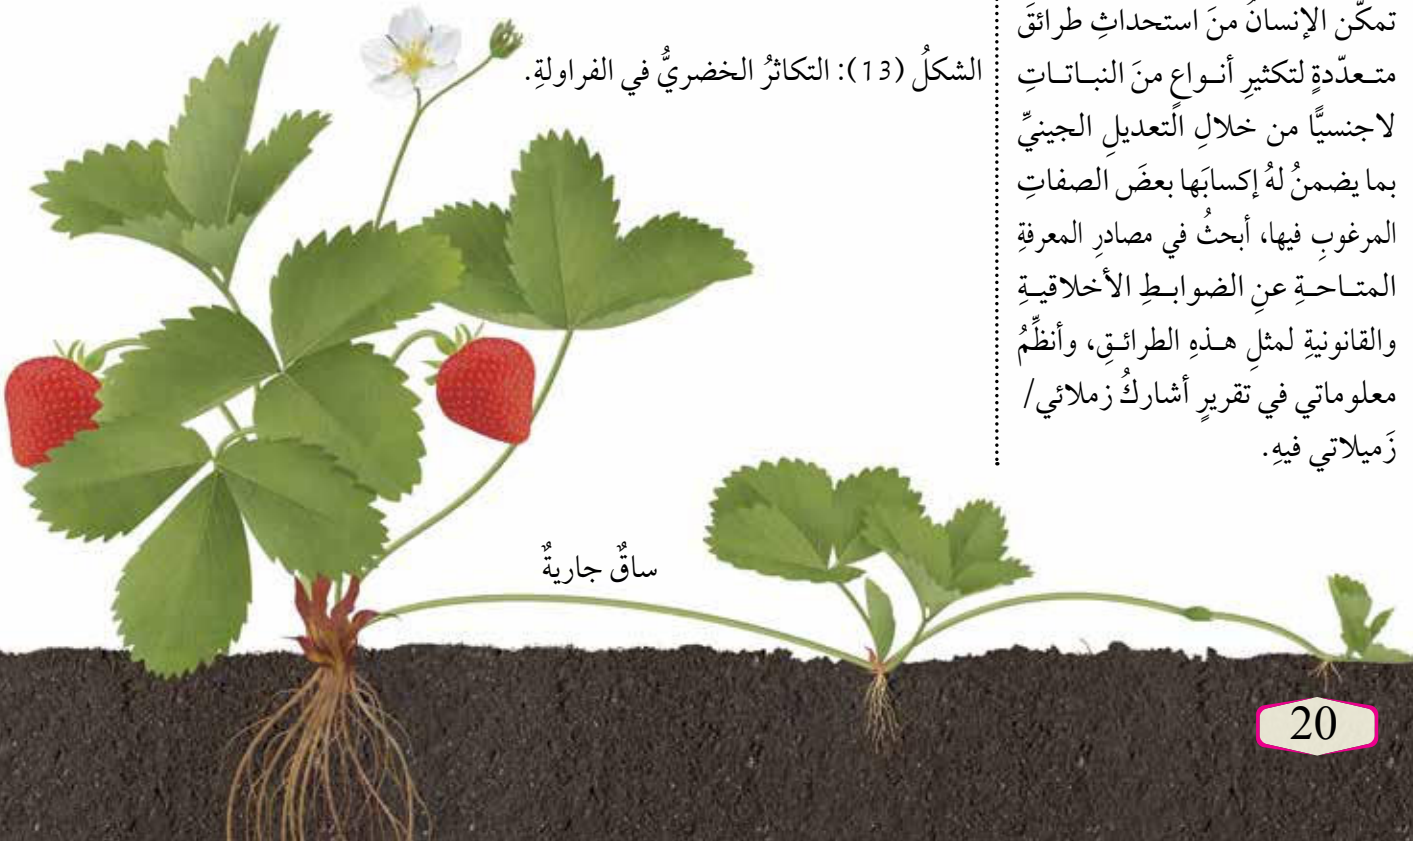 تمكّن الإنسانُ منَ استحداثِ طرائقَ
متعدّدةٍ لتكثيرِ أنواعٍ منَ النباتاتِ
لاجنسيًّا من خلالِ التعديلِ الجينيِّ
بما يضمنُ لهُ إكسابَها بعضَ الصفاتِ
المرغوبِ فيها، أبحثُ في مصادرِ المعرفةِ
المتاحةِ عنِ الضوابطِ الأخلاقيةِ
والقانونيةِ لمثلِ هذهِ الطرائقِ، وأنظِّمُ
معلوماتي في تقريرٍ أشاركُ زملائي/
زَميلاتي فيهِ.
الشكلُ (13): التكاثرُ الخضريُّ في الفراولةِ.
ساقٌ جاريةٌ
20